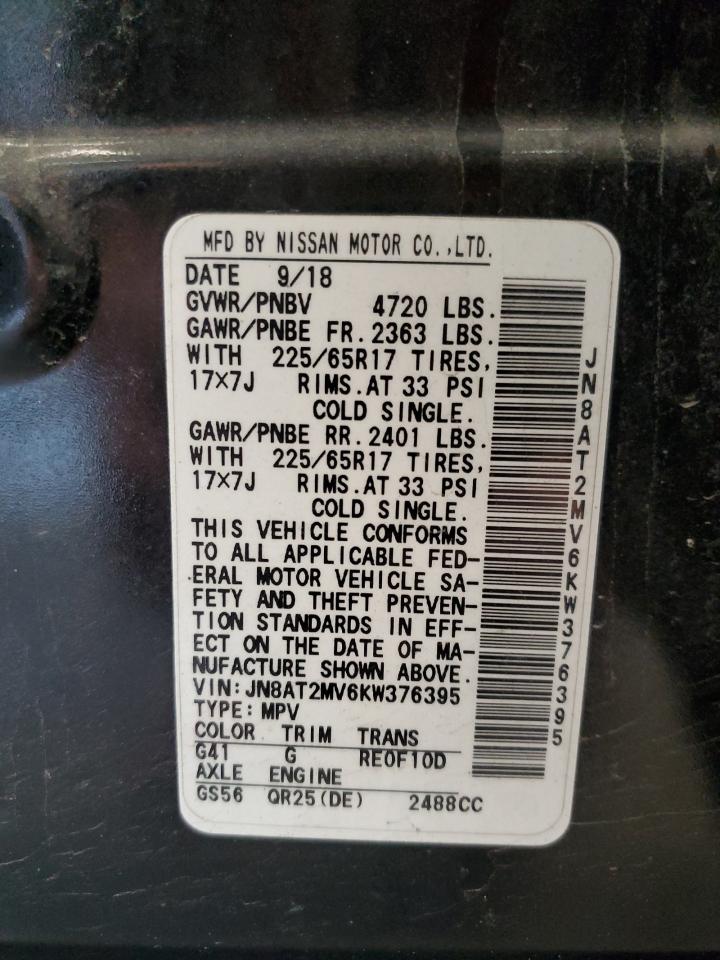 MFD BY NISSAN MOTOR CO.,LTD.
DATE 9/18
GVWR/PNBV 4720 LBS.
GAWR/PNBE FR. 2363 LBS.
WITH 225/65R17 TIRES,
17×7J RIMS. AT 33 PSI
COLD SINGLE.
GAWR/PNBE RR. 2401 LBS.
WITH 225/65R17 TIRES,
17×7J RIMS. AT 33 PSI
COLD SINGLE.
THIS VEHICLE CONFORMS
TO ALL APPLICABLE FED-
ERAL MOTOR VEHICLE SA-
FETY AND THEFT PREVEN-
TION STANDARDS IN EFF-
ECT ON THE DATE OF MA-
NUFACTURE SHOWN ABOVE.
VIN:JN8AT2MV6KW376395
TYPE:MPV
COLOR TRIM TRANS
G41 G RE0F10D
AXLE ENGINE
GS56 QR25(DE) 2488CC
JN8AT2MV6KW376395